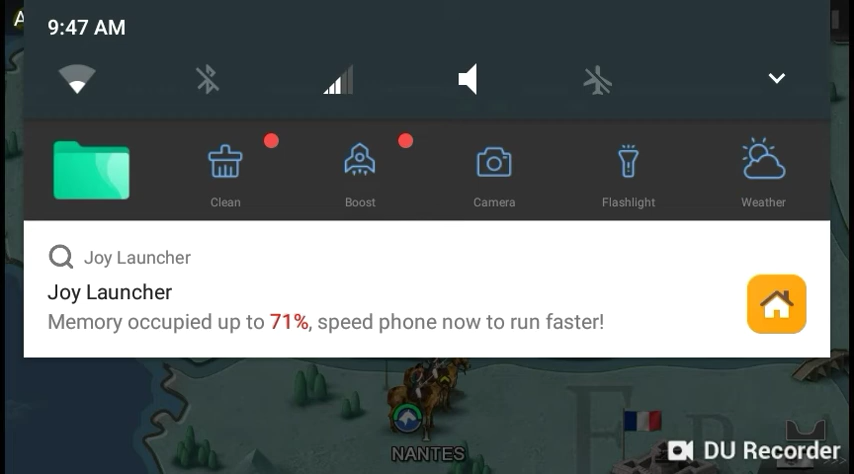 A
9:47 AM
Clean
Boost
Camera
Flashlight
Weather
Joy Launcher
Joy Launcher
Memory occupied up to 71%, speed phone now to run faster!
NANTES
F
DU Recorder